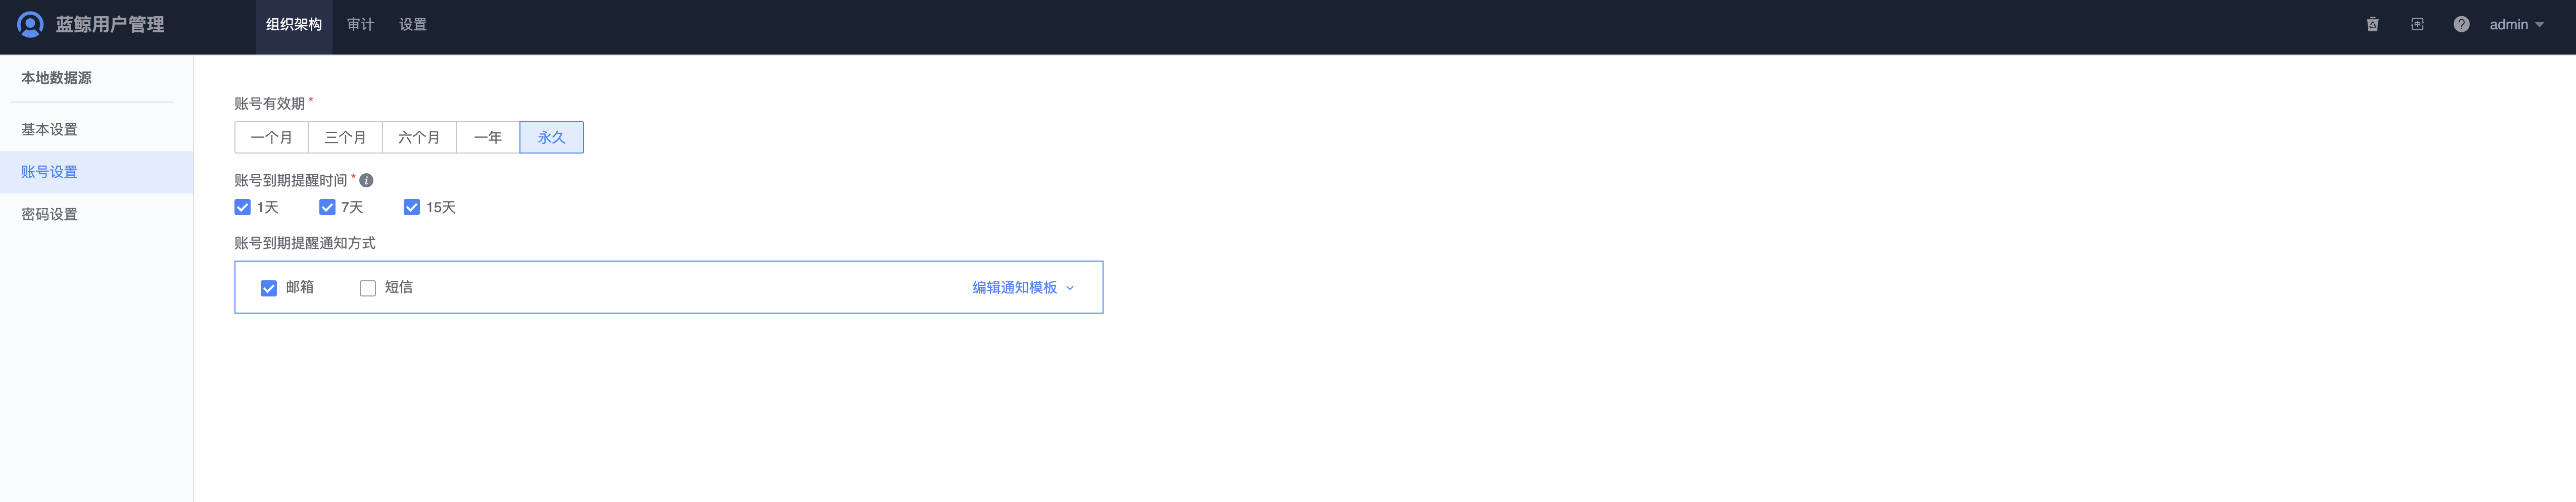 蓝鲸用户管理 组织架构 审计 设置 admin
本地数据源
基本设置
账号设置
密码设置
账号有效期 *
一个月 三个月 六个月 一年 永久
账号到期提醒时间 *
1天 7天 15天
账号到期提醒通知方式
邮箱 短信 编辑通知模板